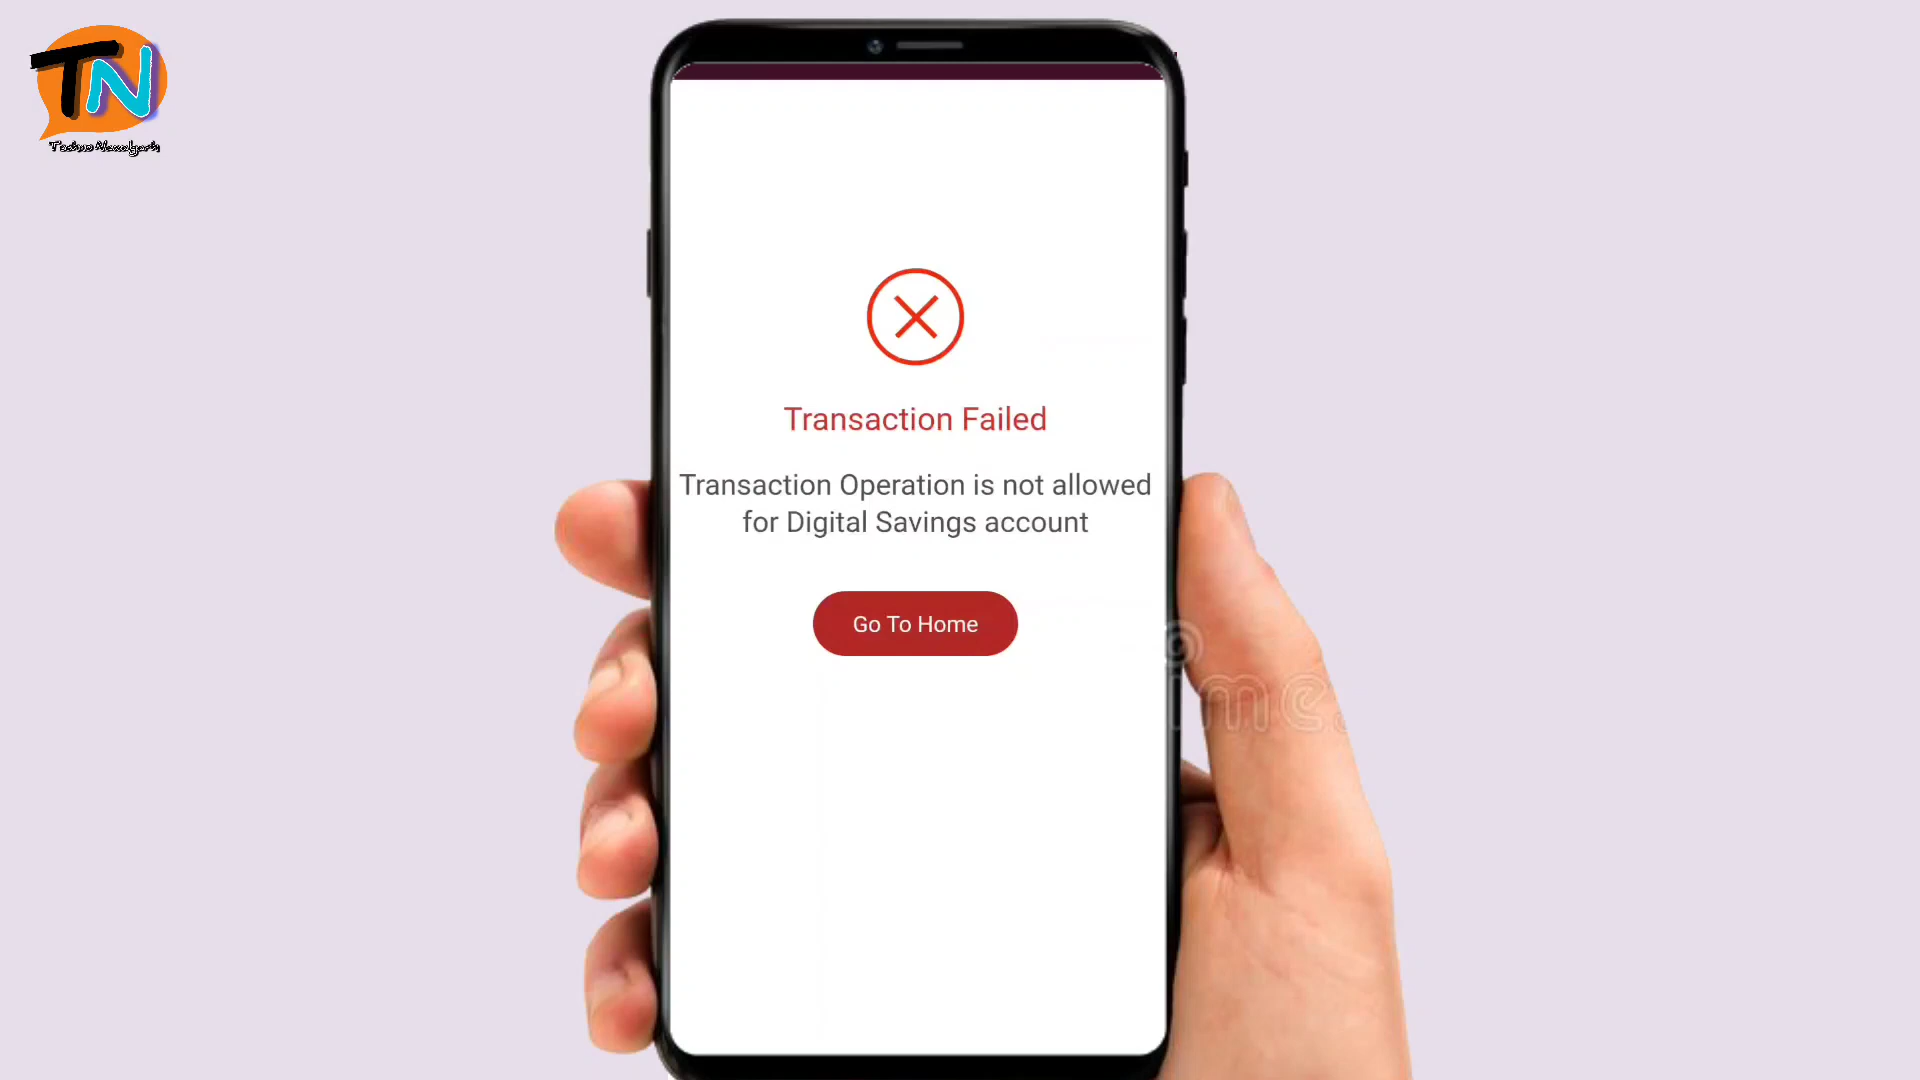 TN
Transaction Failed
Transaction Operation is not allowed
for Digital Savings account
Go To Home